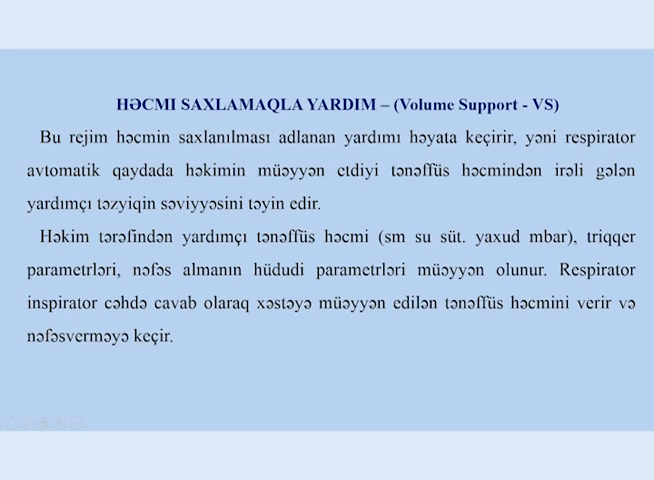 HƏCMI SAXLAMAQLA YARDIM – (Volume Support - VS)
Bu rejim həcmin saxlanılması adlanan yardımı həyata keçirir, yəni respirator
avtomatik qaydada həkimin müəyyən etdiyi tənəffüs həcmindən irəli gələn
yardımçı təzyiqin səviyyəsini təyin edir.
Həkim tərəfindən yardımçı tənəffüs həcmi (sm su süt. yaxud mbar), triqqer
parametrləri, nəfəs almanın hüdudi parametrləri müəyyən olunur. Respirator
inspirator cəhdə cavab olaraq xəstəyə müəyyən edilən tənəffüs həcmini verir və
nəfəsverməyə keçir.